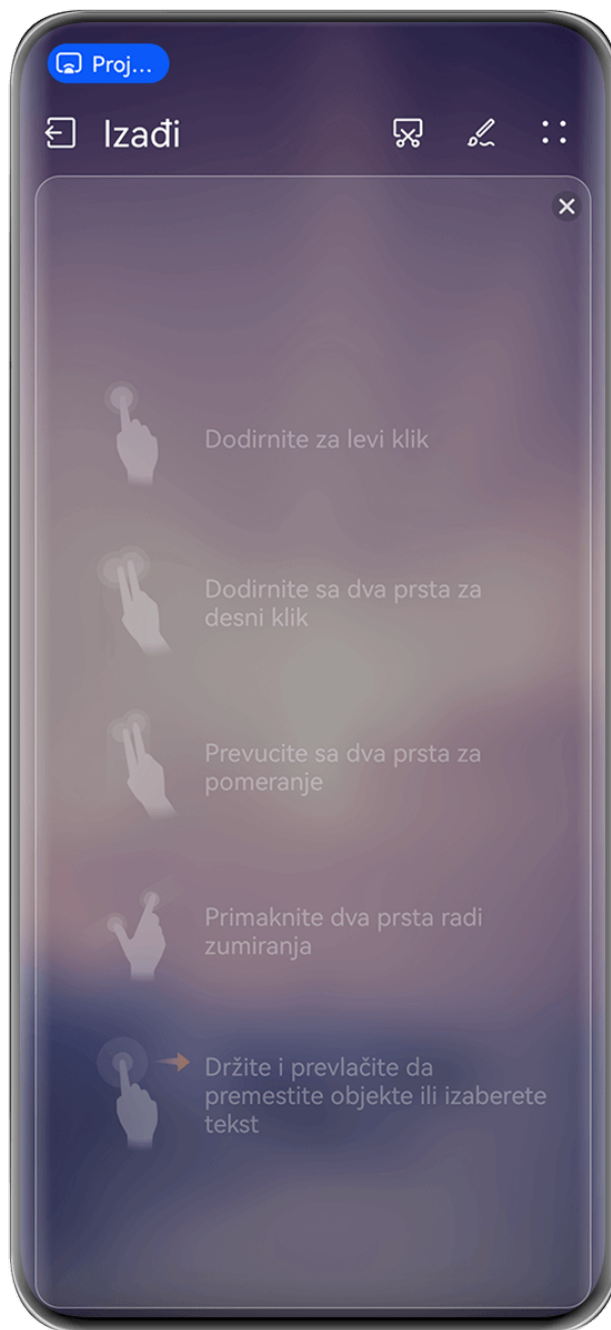 Proj...
Izađi
Dodirnite za levi klik
Dodirnite sa dva prsta za
desni klik
Prevucite sa dva prsta za
pomeranje
Primaknite dva prsta radi
zumiranja
Držite i prevlačite da
premestite objekte ili izaberete
tekst